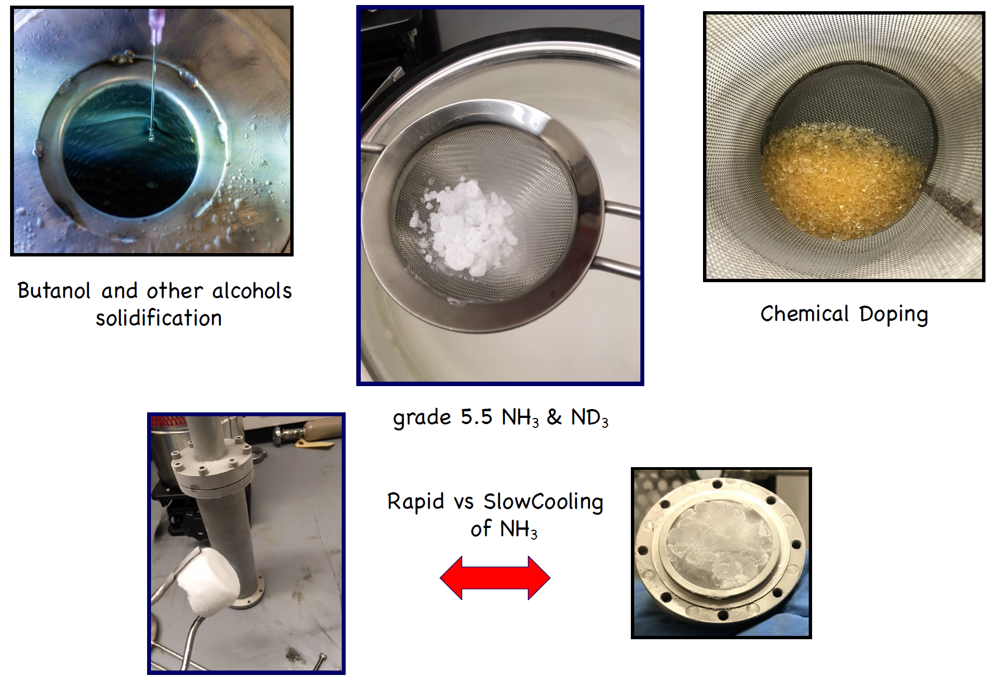 Butanol and other alcohols
solidification
Chemical Doping
grade 5.5 NH₃ & ND₃
Rapid vs SlowCooling
of NH₃